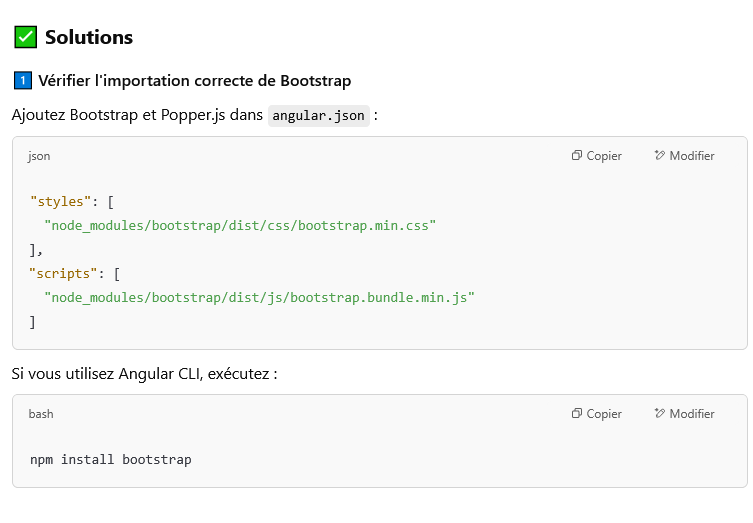 ✅ Solutions
1️⃣ Vérifier l'importation correcte de Bootstrap
Ajoutez Bootstrap et Popper.js dans angular.json :
json Copier Modifier
"styles": [
  "node_modules/bootstrap/dist/css/bootstrap.min.css"
],
"scripts": [
  "node_modules/bootstrap/dist/js/bootstrap.bundle.min.js"
]
Si vous utilisez Angular CLI, exécutez :
bash Copier Modifier
npm install bootstrap